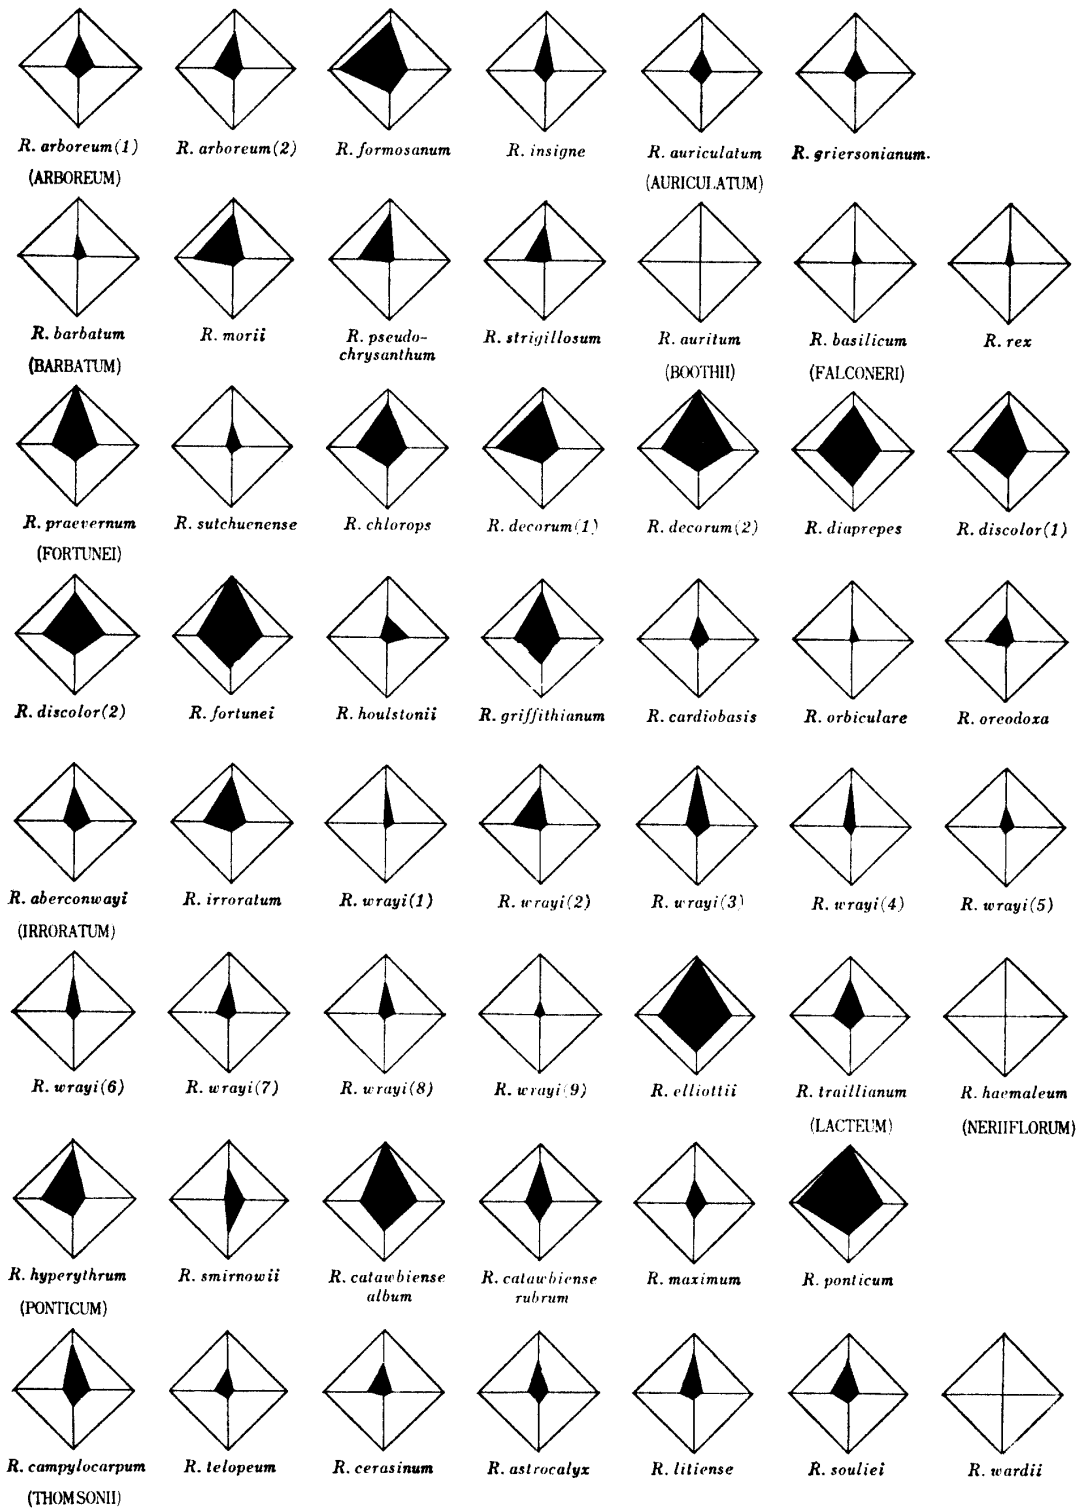 R. arboreum(1) R. arboreum(2) R. formosanum R. insigne R. auriculatum R. griersonianum.
(ARBOREUM) (AURICULATUM)
R. barbatum R. morii R. pseudo- R. strigillosum R. auritum R. basilicum R. rex
chrysanthum
(BARBATUM) (BOOTHII) (FALCONERI)
R. praevernum R. sutchuenense R. chlorops R. decorum(1) R. decorum(2) R. diaprepes R. discolor(1)
(FORTUNEI)
R. discolor(2) R. fortunei R. houlstonii R. griffithianum R. cardiobasis R. orbiculare R. oreodoxa
R. aberconwayi R. irroratum R. wrayi(1) R. wrayi(2) R. wrayi(3) R. wrayi(4) R. wrayi(5)
(IRRORATUM)
R. wrayi(6) R. wrayi(7) R. wrayi(8) R. wrayi(9) R. elliottii R. traillianum R. haemaleum
(LACTEUM) (NERIIFLORUM)
R. hyperythrum R. smirnowii R. catawbiense R. catawbiense R. maximum R. ponticum
album rubrum
(PONTICUM)
R. campylocarpum R. telopeum R. cerasinum R. astrocalyx R. litiense R. souliei R. wardii
(THOMSONII)